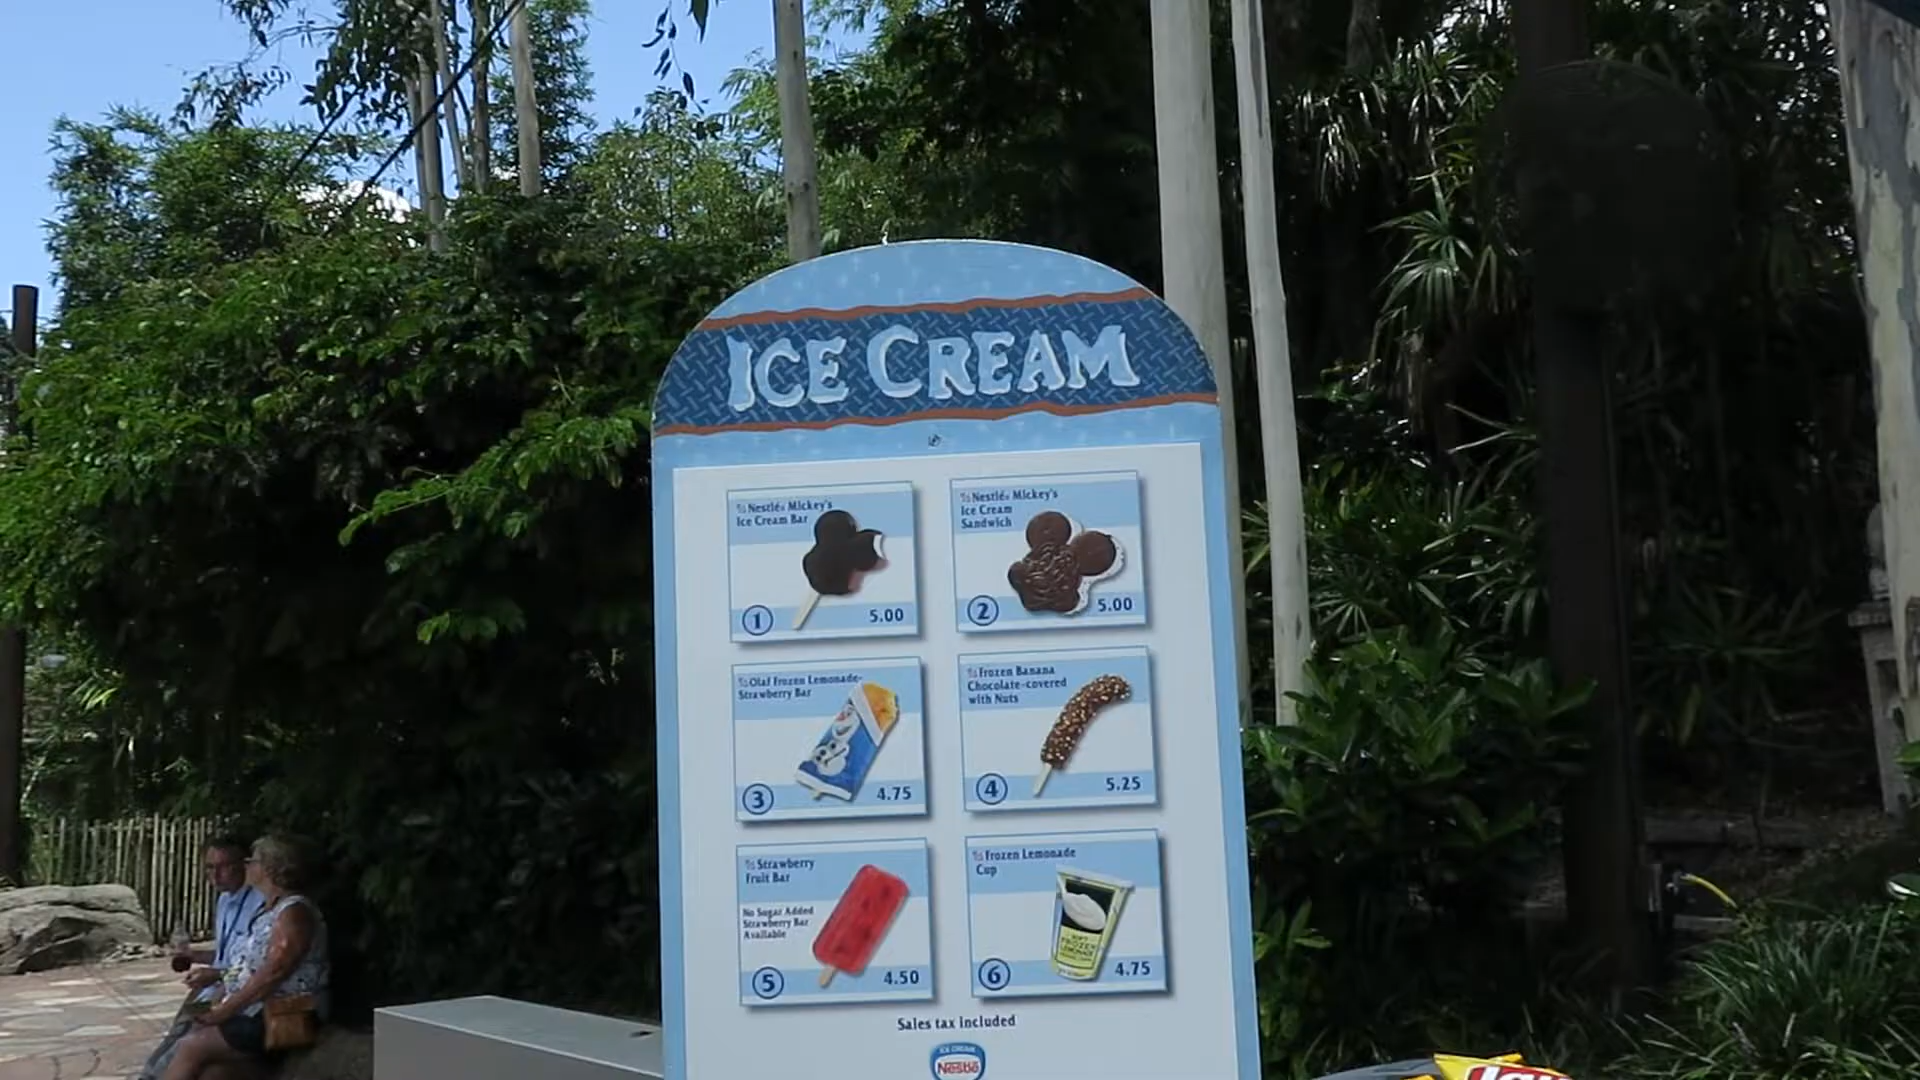 ICE CREAM
Nestlé® Mickey's
Ice Cream Bar
1
5.00
Nestlé® Mickey's
Ice Cream
Sandwich
2
5.00
Olaf Frozen Lemonade-
Strawberry Bar
3
4.75
Frozen Banana
Chocolate-covered
with Nuts
4
5.25
Strawberry
Fruit Bar
No Sugar Added
Strawberry Bar
Available
5
4.50
Frozen Lemonade
Cup
FROZEN
LEMONADE
6
4.75
Sales tax included
ICE CREAM
Nestlé